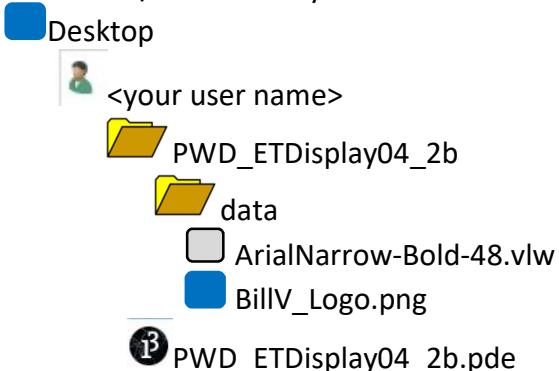 Desktop
<your user name>
PWD_ETDisplay04_2b
data
ArialNarrow-Bold-48.vlw
BillV_Logo.png
PWD_ETDisplay04_2b.pde